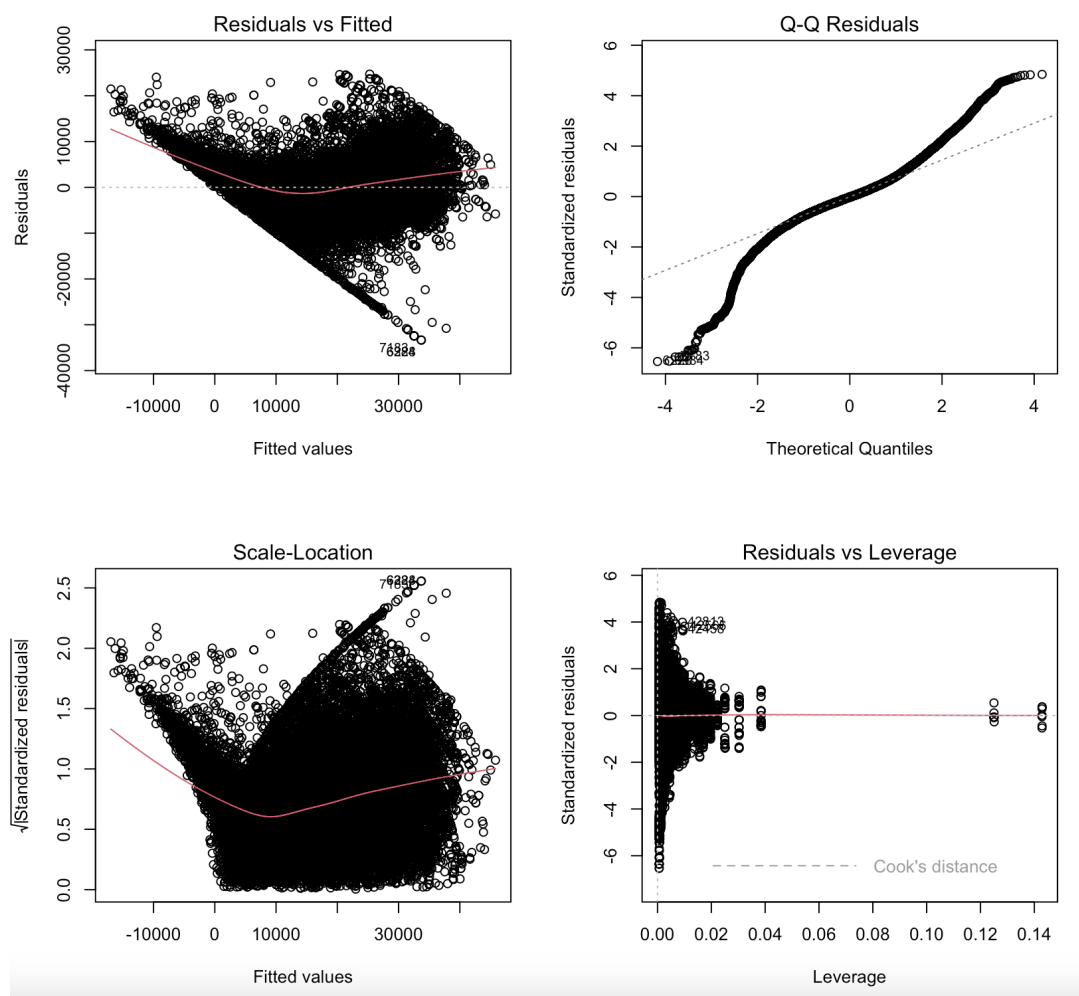 Residuals vs Fitted
Residuals
30000
10000
0
-20000
-40000
-10000 0 10000 30000
Fitted values
Q-Q Residuals
Standardized residuals
6
4
2
0
-2
-4
-6
-4 -2 0 2 4
Theoretical Quantiles
Scale-Location
√|Standardized residuals|
2.5
2.0
1.5
1.0
0.5
0.0
-10000 0 10000 30000
Fitted values
Residuals vs Leverage
Standardized residuals
6
4
2
0
-2
-4
-6
Cook's distance
0.00 0.02 0.04 0.06 0.08 0.10 0.12 0.14
Leverage